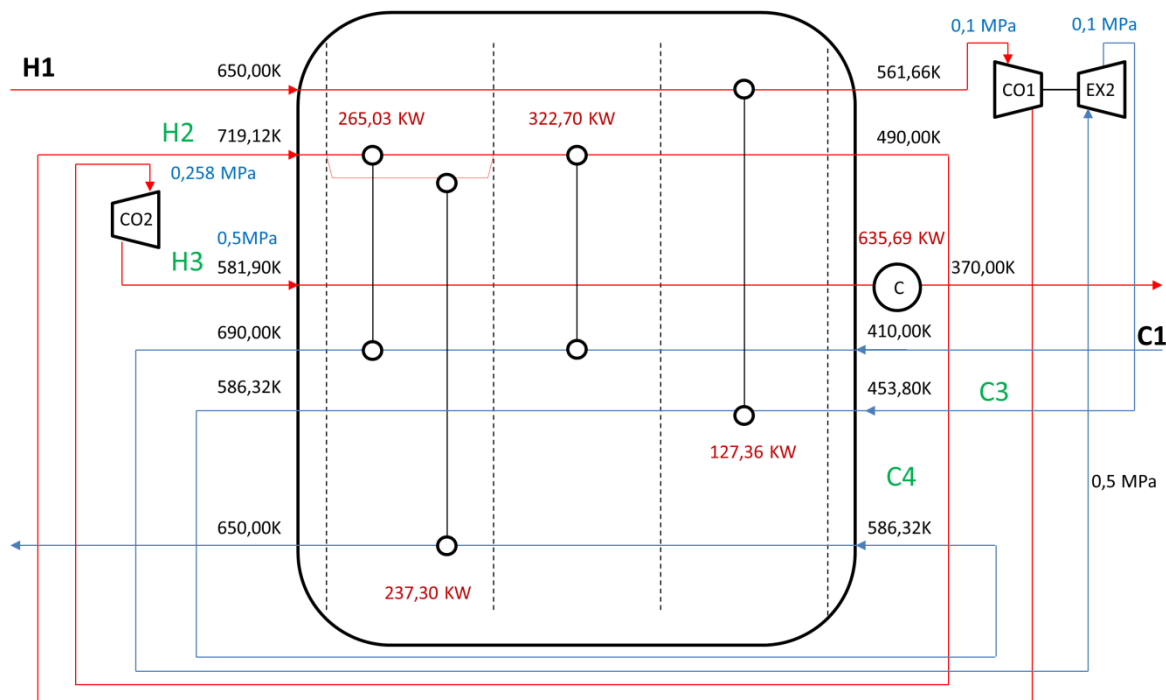 0,1 MPa
0,1 MPa
H1
650,00K
561,66K
CO1
EX2
265,03 KW
322,70 KW
H2
719,12K
490,00K
0,258 MPa
CO2
0,5MPa
635,69 KW
H3
581,90K
370,00K
C
690,00K
410,00K
C1
586,32K
453,80K
C3
127,36 KW
C4
0,5 MPa
650,00K
586,32K
237,30 KW